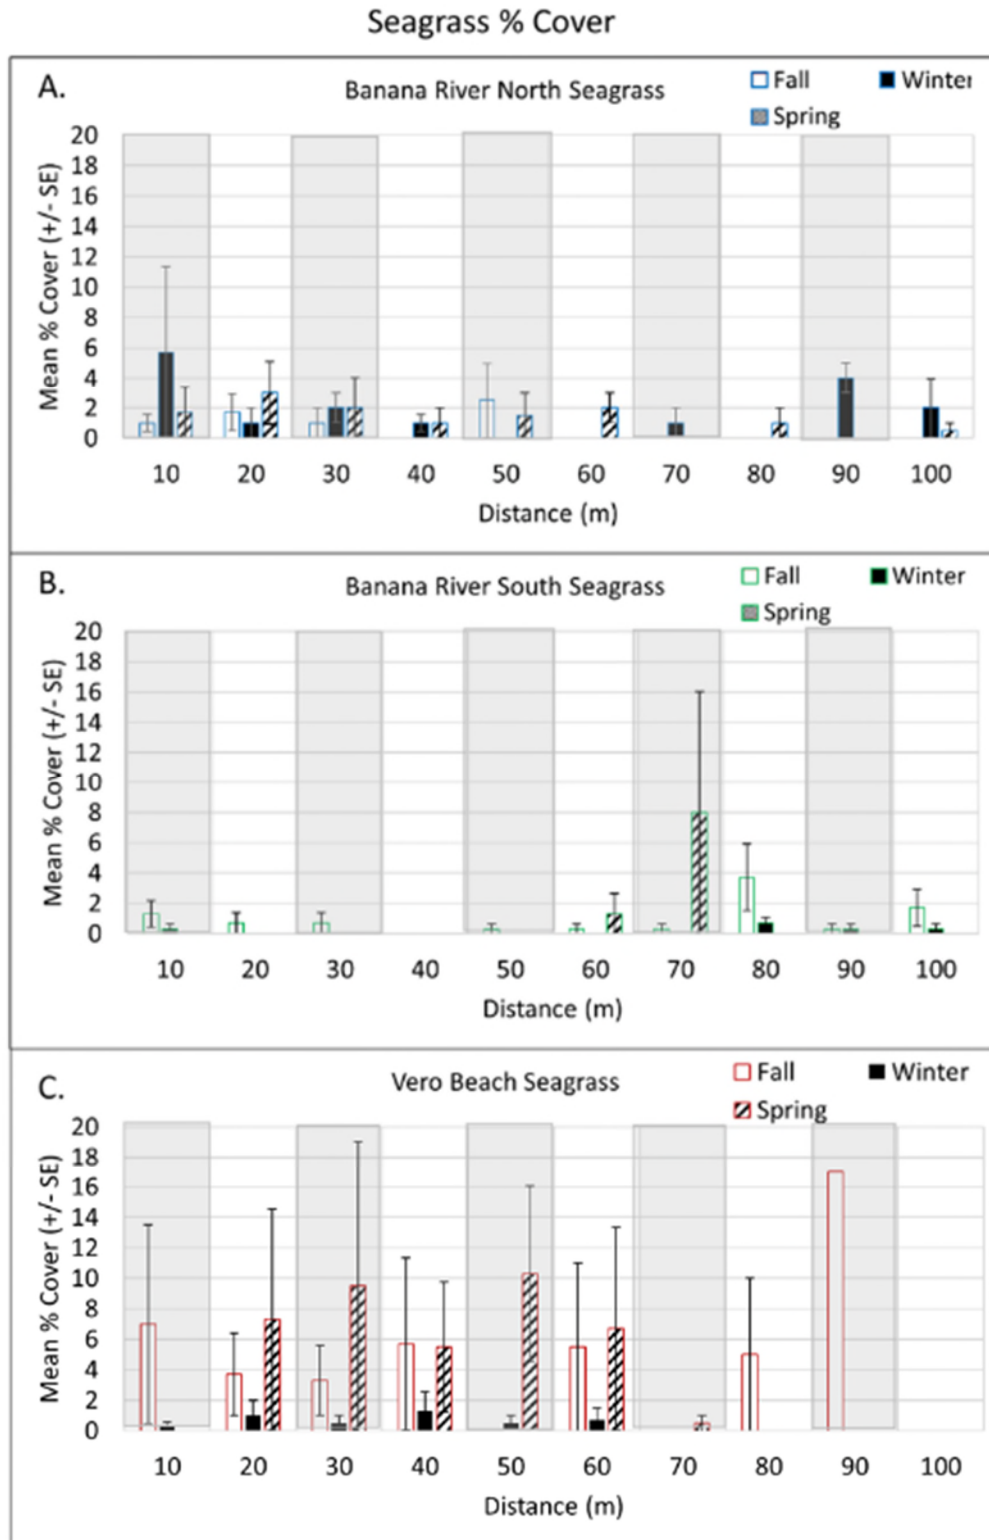 Seagrass % Cover
A.
Banana River North Seagrass
Fall
Winter
Spring
Mean % Cover (+/- SE)
20
18
16
14
12
10
8
6
4
2
0
10 20 30 40 50 60 70 80 90 100
Distance (m)
B.
Banana River South Seagrass
Fall
Winter
Spring
Mean % Cover (+/- SE)
20
18
16
14
12
10
8
6
4
2
0
10 20 30 40 50 60 70 80 90 100
Distance (m)
C.
Vero Beach Seagrass
Fall
Winter
Spring
Mean % Cover (+/- SE)
20
18
16
14
12
10
8
6
4
2
0
10 20 30 40 50 60 70 80 90 100
Distance (m)